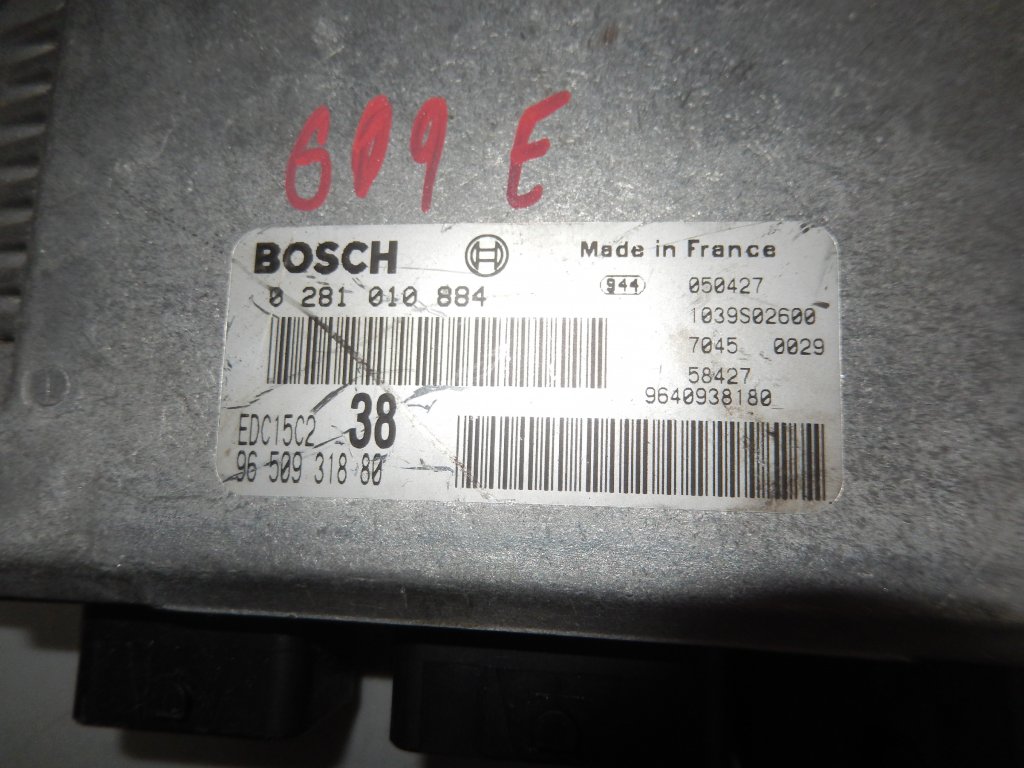 609 E
BOSCH Made in France
0 281 010 884 944 050427
1039S02600
7045 0029
58427
9640938180
EDC15C2 38
96 509 318 80